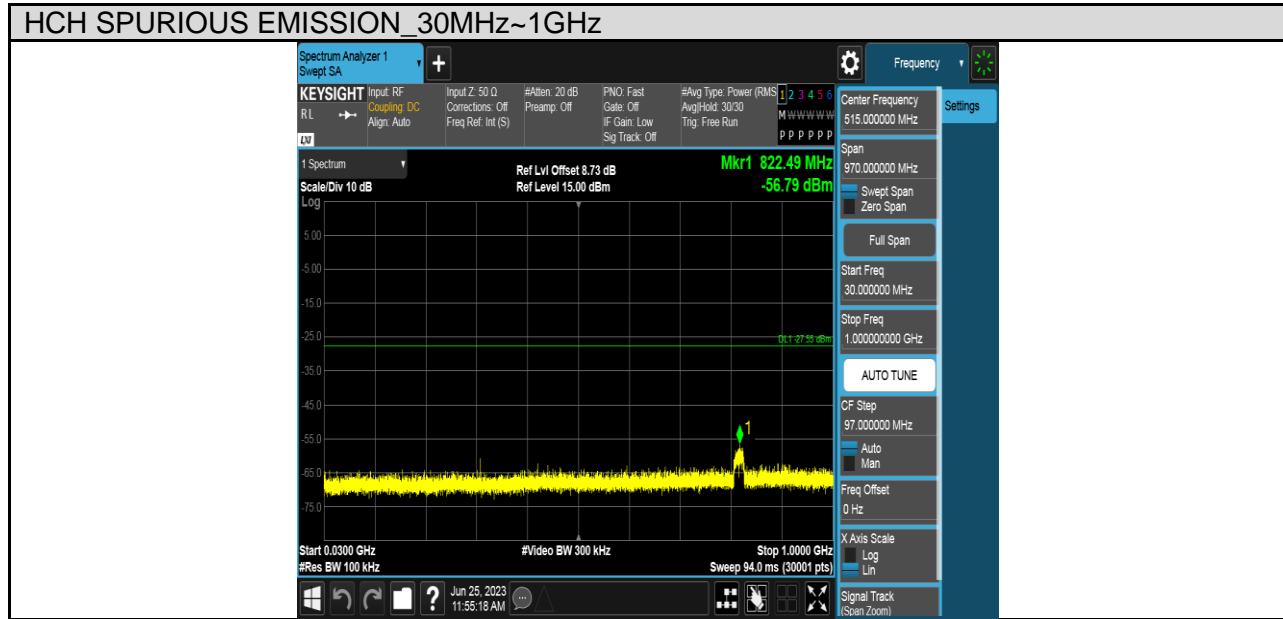 HCH SPURIOUS EMISSION_30MHz~1GHz
Spectrum Analyzer 1
Swept SA
+
Frequency
KEYSIGHT
RL
LXI
Input: RF
Coupling: DC
Align: Auto
Input Z: 50 Ω
Corrections: Off
Freq Ref: Int (S)
#Atten: 20 dB
Preamp: Off
PNO: Fast
Gate: Off
IF Gain: Low
Sig Track: Off
#Avg Type: Power (RMS
Avg|Hold: 30/30
Trig: Free Run
1 2 3 4 5 6
M W W W W W
P P P P P P
Center Frequency
515.000000 MHz
Settings
1 Spectrum
Scale/Div 10 dB
Log
Ref Lvl Offset 8.73 dB
Ref Level 15.00 dBm
Mkr1 822.49 MHz
-56.79 dBm
Span
970.000000 MHz
Swept Span
Zero Span
Full Span
Start Freq
30.000000 MHz
Stop Freq
1.000000000 GHz
AUTO TUNE
CF Step
97.000000 MHz
Auto
Man
Freq Offset
0 Hz
X Axis Scale
Log
Lin
Signal Track
(Span Zoom)
5.00
-5.00
-15.0
-25.0
DL1 -27.55 dBm
-35.0
-45.0
1
-55.0
-65.0
-75.0
Start 0.0300 GHz
#Video BW 300 kHz
Stop 1.0000 GHz
#Res BW 100 kHz
Sweep 94.0 ms (30001 pts)
?
Jun 25, 2023
11:55:18 AM